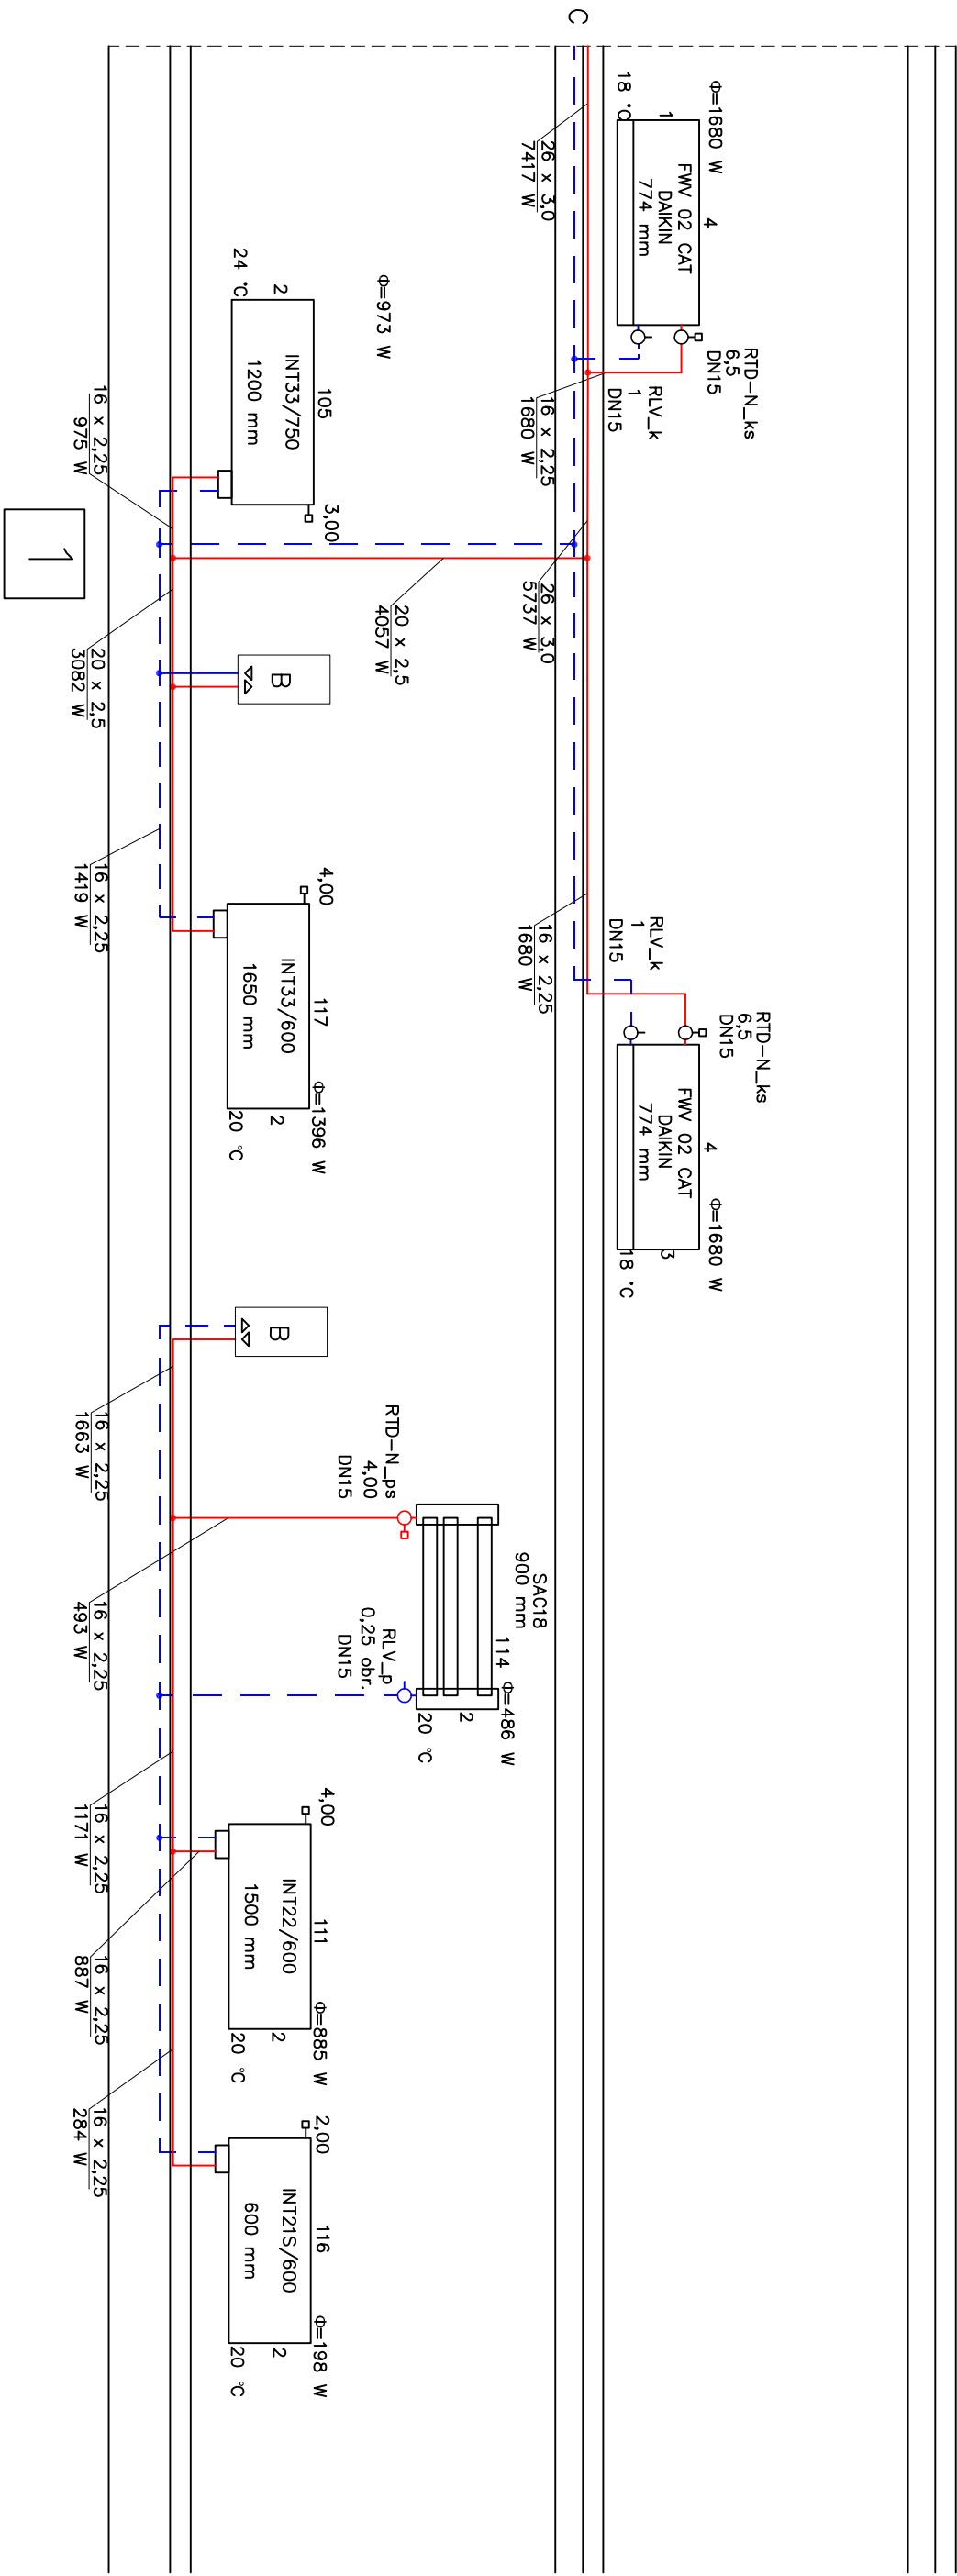 C
Φ=1680 W
4
1
FWV 02 CAT
DAIKIN
774 mm
18 °C
RTD-N_ks
6,5
DN15
RLV_k
1
DN15
26 x 3,0
7417 W
16 x 2,25
1680 W
26 x 3,0
5737 W
16 x 2,25
1680 W
RLV_k
1
DN15
RTD-N_ks
6,5
DN15
4
Φ=1680 W
FWV 02 CAT
DAIKIN
774 mm
3
18 °C
Φ=973 W
105
2
INT33/750
1200 mm
24 °C
3,00
20 x 2,5
4057 W
B
4,00
117
Φ=1396 W
INT33/600
1650 mm
2
20 °C
B
RTD-N_ps
4,00
DN15
SAC18
900 mm
114
Φ=486 W
2
20 °C
RLV_p
0,25 obr.
DN15
4,00
111
Φ=885 W
INT22/600
1500 mm
2
20 °C
2,00
116
Φ=198 W
INT21S/600
600 mm
2
20 °C
16 x 2,25
975 W
20 x 2,5
3082 W
16 x 2,25
1419 W
16 x 2,25
1663 W
16 x 2,25
493 W
16 x 2,25
1171 W
16 x 2,25
887 W
16 x 2,25
284 W
1